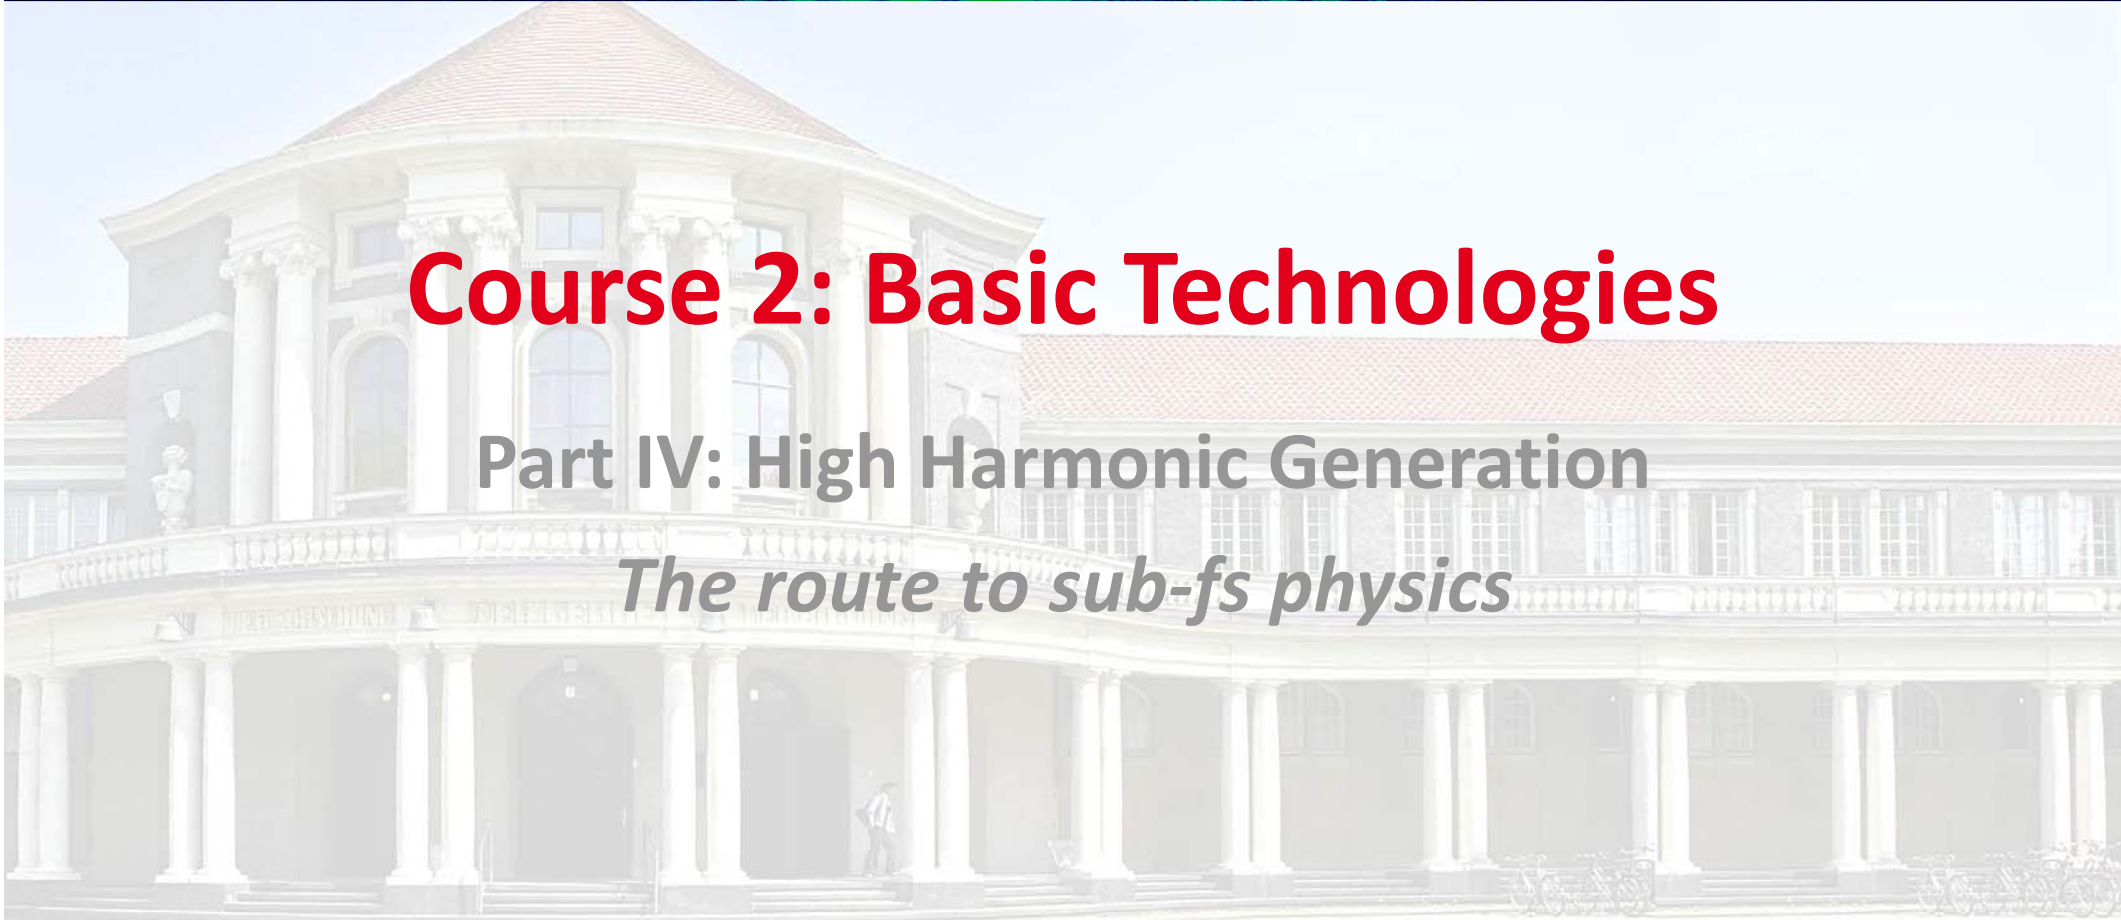 Course 2: Basic Technologies
Part IV: High Harmonic Generation
The route to sub-fs physics